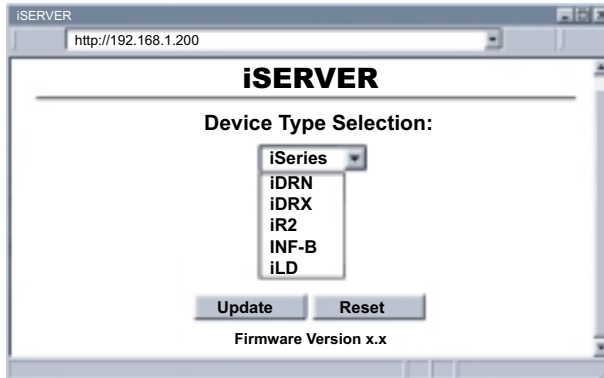 iSERVER
http://192.168.1.200
iSERVER
Device Type Selection:
iSeries
iDRN
iDRX
iR2
INF-B
iLD
Update Reset
Firmware Version x.x